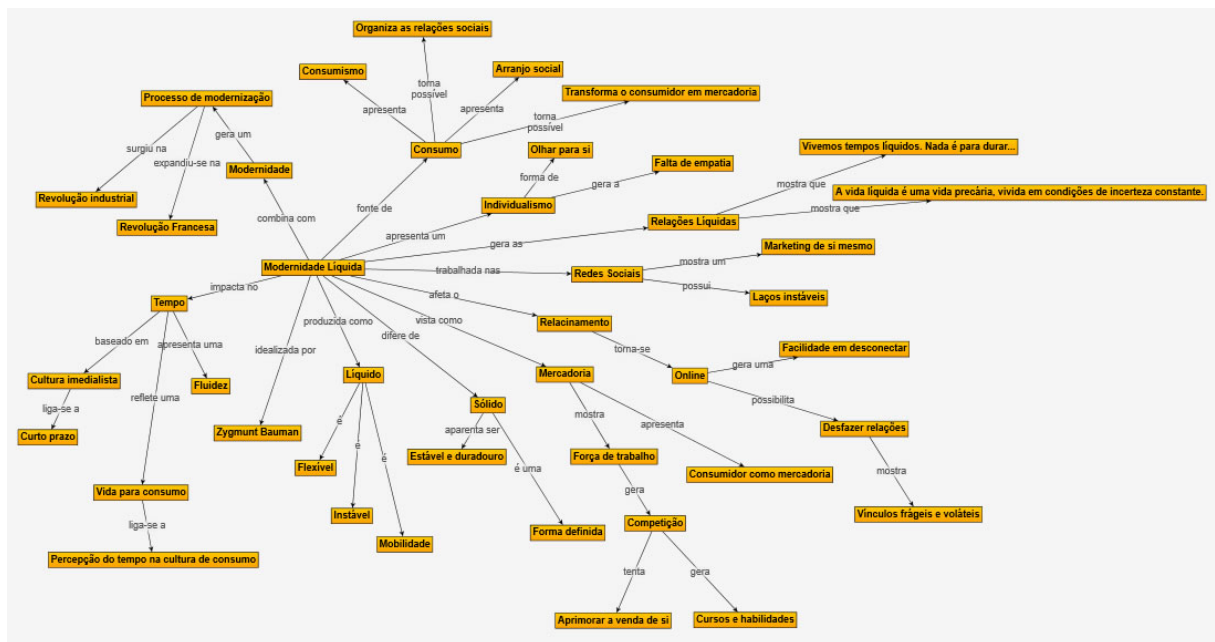 Organiza as relações sociais
Consumismo
Arranjo social
torna
possível
Processo de modernização
Transforma o consumidor em mercadoria
apresenta
apresenta
torna
possível
gera um
surgiu na
expandiu-se na
Consumo
Olhar para si
Vivemos tempos líquidos. Nada é para durar...
Falta de empatia
Modernidade
forma de
gera a
mostra que
A vida líquida é uma vida precária, vivida em condições de incerteza constante.
Revolução industrial
Individualismo
mostra que
combina com
fonte de
Relações Líquidas
Revolução Francesa
apresenta um
gera as
Marketing de si mesmo
mostra um
Modernidade Líquida
trabalhada nas
Redes Sociais
possui
impacta no
afeta o
Laços instáveis
Tempo
produzida como
vista como
Relacinamento
difere de
baseado em
apresenta uma
idealizada por
torna-se
Facilidade em desconectar
gera uma
Cultura imedialista
Fluidez
Líquido
Mercadoria
Online
reflete uma
possibilita
liga-se a
Sólido
mostra
Curto prazo
Zygmunt Bauman
é
aparenta ser
apresenta
Desfazer relações
Estável e duradouro
Força de trabalho
Flexível
é
é
é uma
mostra
Consumidor como mercadoria
Vida para consumo
gera
Instável
Vínculos frágeis e voláteis
liga-se a
Forma definida
Competição
Mobilidade
Percepção do tempo na cultura de consumo
tenta
gera
Aprimorar a venda de si
Cursos e habilidades